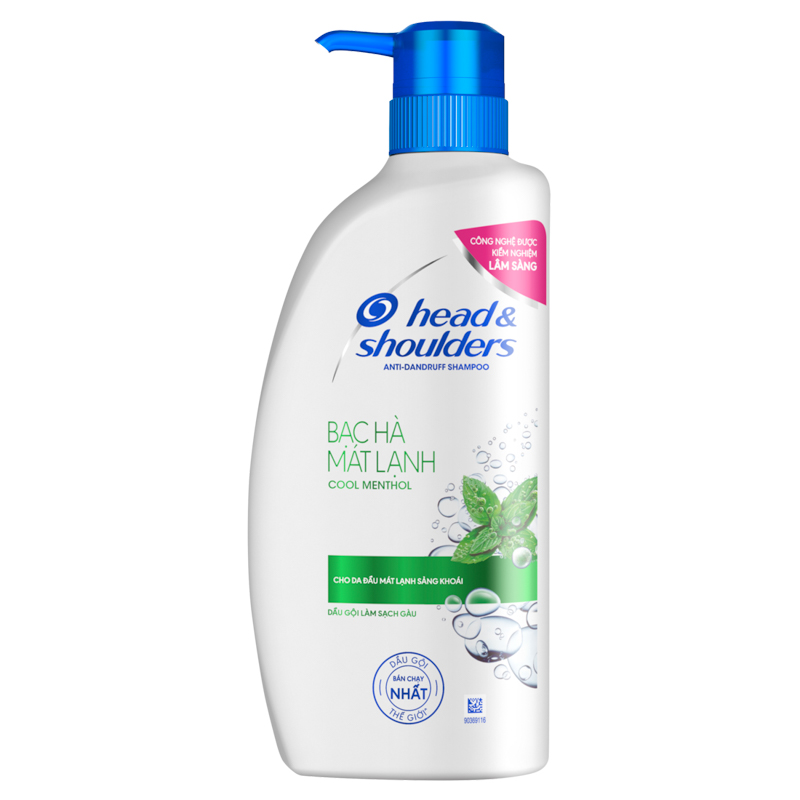 CÔNG NGHỆ ĐƯỢC
KIỂM NGHIỆM
LÂM SÀNG
head &
shoulders
ANTI-DANDRUFF SHAMPOO
BẠC HÀ
MÁT LẠNH
COOL MENTHOL
CHO DA ĐẦU MÁT LẠNH SẢNG KHOÁI
DẦU GỘI LÀM SẠCH GÀU
DẦU GỘI
BÁN CHẠY
NHẤT
THẾ GIỚI*
90369116